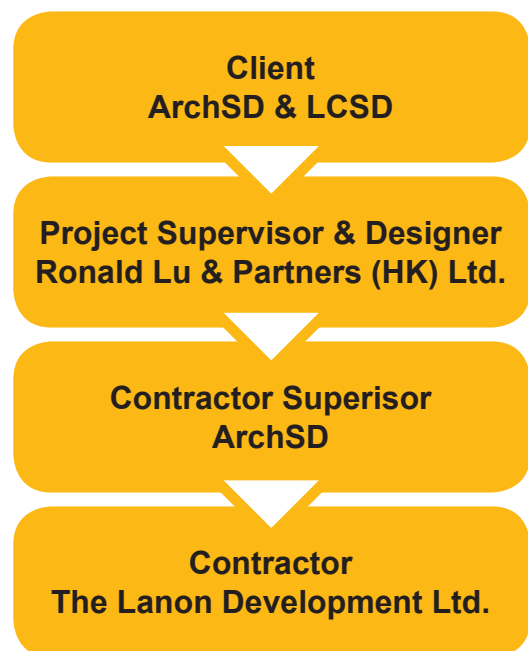 Client
ArchSD & LCSD
Project Supervisor & Designer
Ronald Lu & Partners (HK) Ltd.
Contractor Superisor
ArchSD
Contractor
The Lanon Development Ltd.